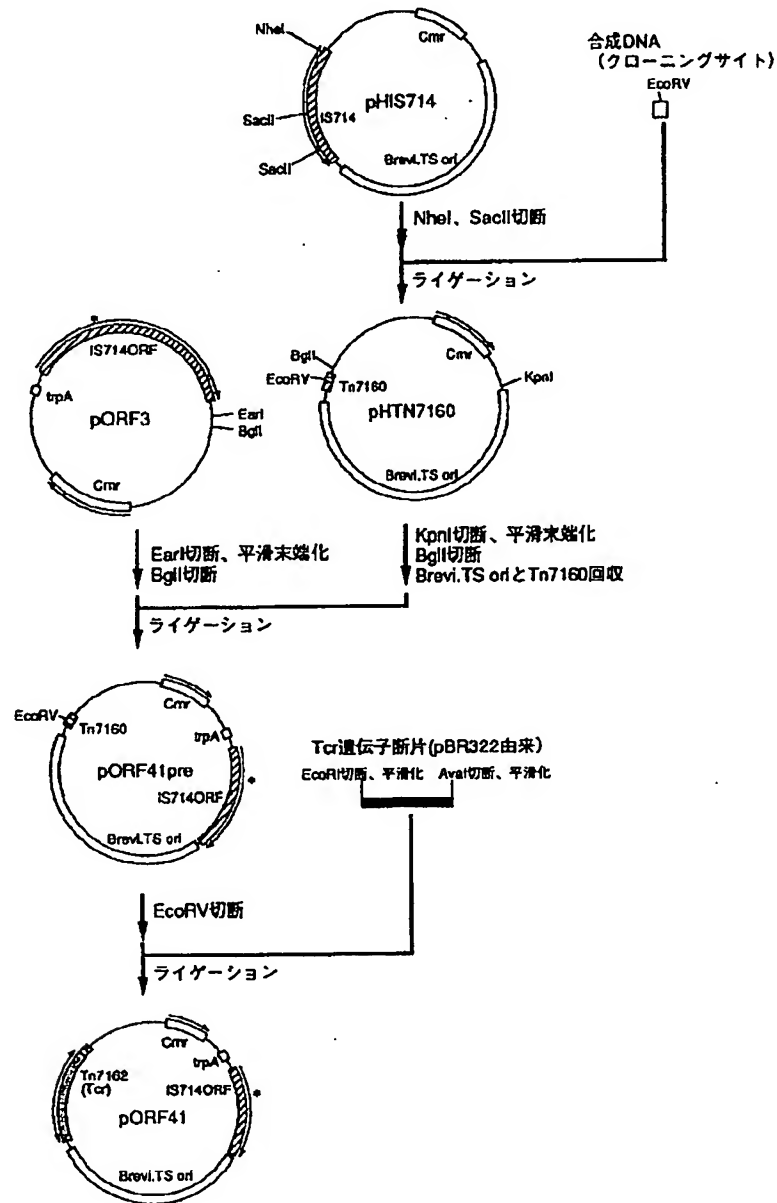 NheI
Cmr
pHIS714
SacII
IS714
SacII
Brevi.TS ori
合成DNA
(クローニングサイト)
EcoRV
NheI、SacII切断
ライゲーション
*
IS714ORF
trpA
pORF3
EarI
BglI
Cmr
BglI
EcoRV
Tn7160
Cmr
KpnI
pHTN7160
Brevi.TS ori
EarI切断、平滑末端化
BglI切断
KpnI切断、平滑末端化
BglI切断
Brevi.TS oriとTn7160回収
ライゲーション
EcoRV
Tn7160
Cmr
trpA
pORF41pre
IS714ORF
*
Brevi.TS ori
Tcr遺伝子断片(pBR322由来)
EcoRI切断、平滑化 AvaI切断、平滑化
EcoRV切断
ライゲーション
Cmr
trpA
Tn7162
(Tcr)
IS714ORF
*
pORF41
Brevi.TS ori